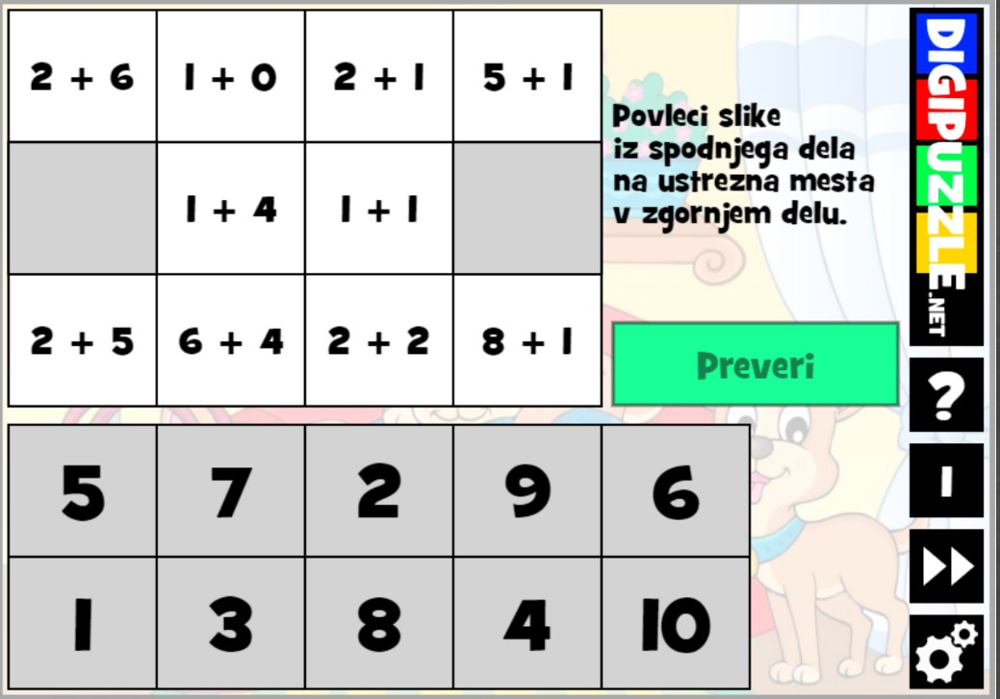 2 + 6 1 + 0 2 + 1 5 + 1
1 + 4 1 + 1
2 + 5 6 + 4 2 + 2 8 + 1
Povleci slike
iz spodnjega dela
na ustrezna mesta
v zgornjem delu.
Preveri
5 7 2 9 6
1 3 8 4 10
DIGIPUZZLE.NET
?
1